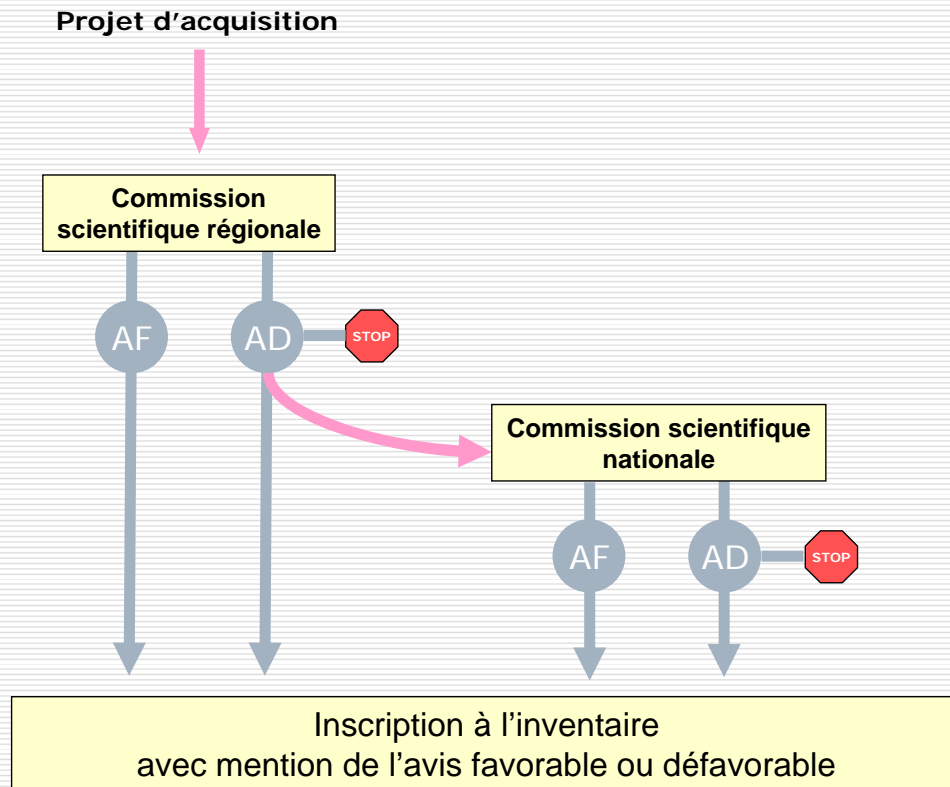 Projet d’acquisition
Commission
scientifique régionale
AF
AD
STOP
Commission scientifique
nationale
AF
AD
STOP
Inscription à l’inventaire
avec mention de l’avis favorable ou défavorable